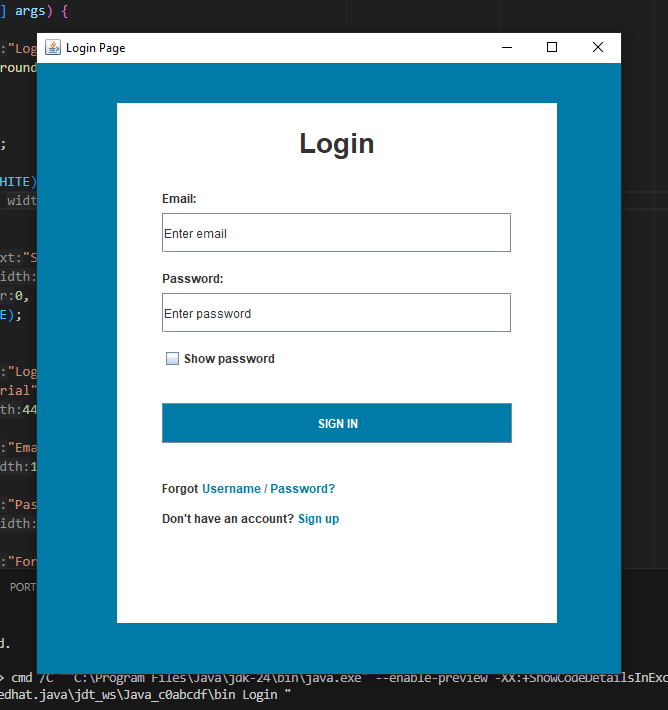 ] args) {
Login Page
:"Log
round
;
HITE)
widt
xt:"S
idth:
r:0,
E);
:"Log
rial"
th:44
:"Ema
dth:1
:"Pas
idth:
:"For
Login
Email:
Enter email
Password:
Enter password
Show password
SIGN IN
Forgot Username / Password?
Don't have an account? Sign up
PORT
d.
> cmd /C " "C:\Program Files\Java\jdk-24\bin\java.exe" --enable-preview -XX:+ShowCodeDetailsInExc
edhat.java\jdt_ws\Java_c0abcdf\bin Login "